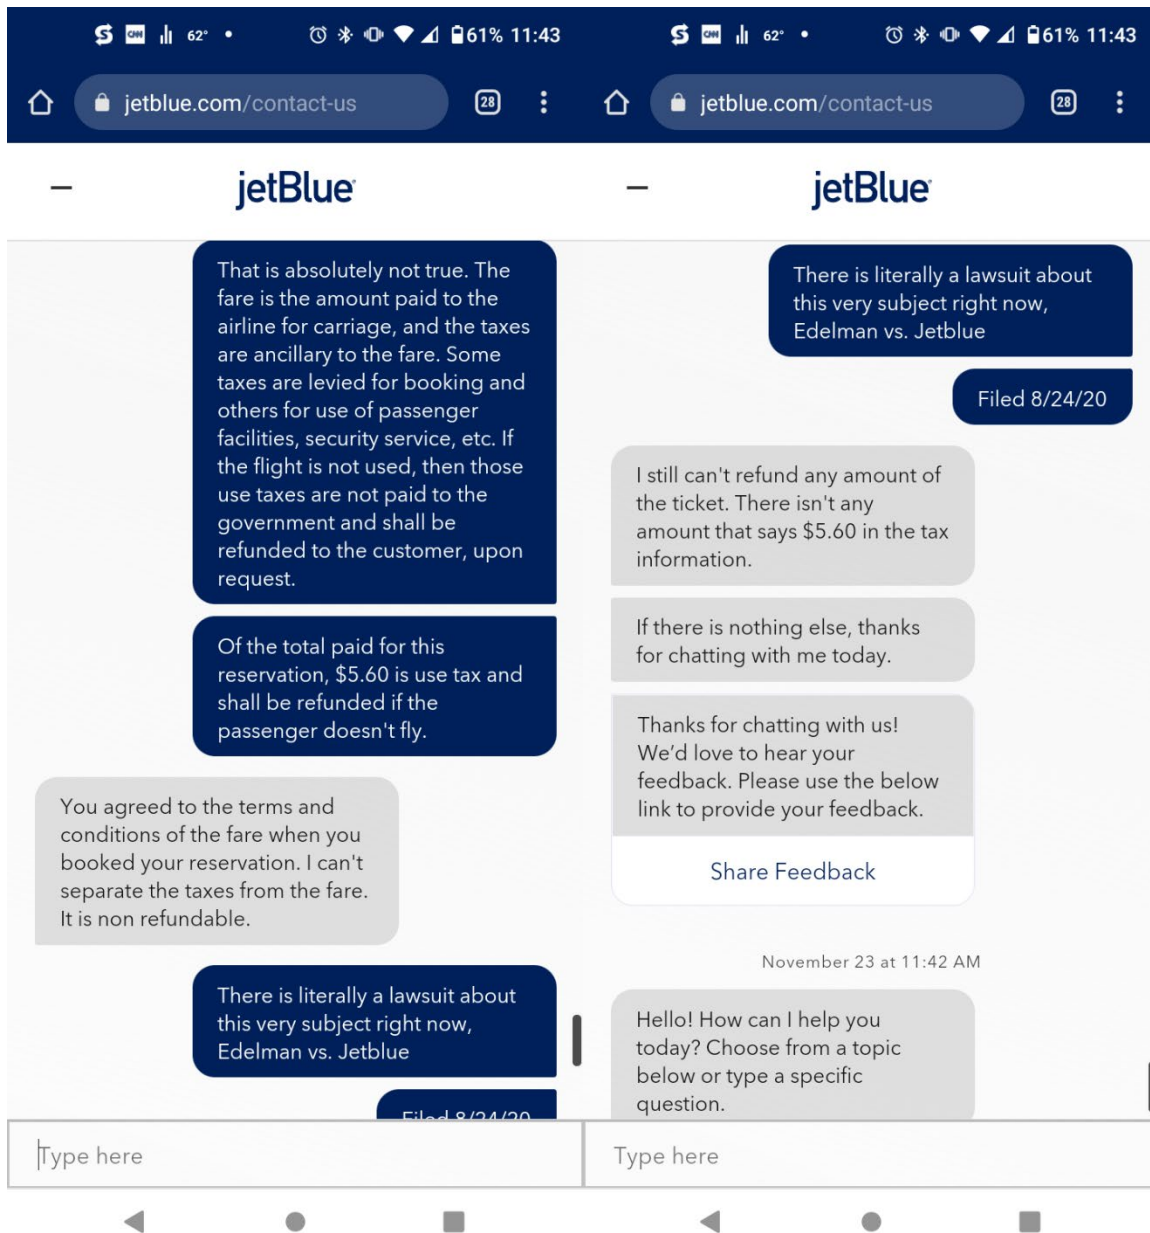 62° • 61% 11:43
jetblue.com/contact-us 28
jetBlue
That is absolutely not true. The
fare is the amount paid to the
airline for carriage, and the taxes
are ancillary to the fare. Some
taxes are levied for booking and
others for use of passenger
facilities, security service, etc. If
the flight is not used, then those
use taxes are not paid to the
government and shall be
refunded to the customer, upon
request.
Of the total paid for this
reservation, $5.60 is use tax and
shall be refunded if the
passenger doesn't fly.
You agreed to the terms and
conditions of the fare when you
booked your reservation. I can't
separate the taxes from the fare.
It is non refundable.
There is literally a lawsuit about
this very subject right now,
Edelman vs. Jetblue
Filed 8/24/20
Type here
CNN 62° • 61% 11:43
jetblue.com/contact-us 28
jetBlue
There is literally a lawsuit about
this very subject right now,
Edelman vs. Jetblue
Filed 8/24/20
I still can't refund any amount of
the ticket. There isn't any
amount that says $5.60 in the tax
information.
If there is nothing else, thanks
for chatting with me today.
Thanks for chatting with us!
We'd love to hear your
feedback. Please use the below
link to provide your feedback.
Share Feedback
November 23 at 11:42 AM
Hello! How can I help you
today? Choose from a topic
below or type a specific
question.
Type here